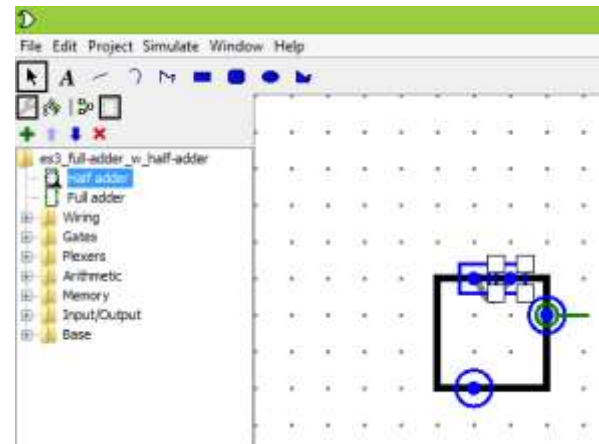 File Edit Project Simulate Window Help
A
es3_full-adder_w_half-adder
Half adder
Full adder
Wiring
Gates
Plexers
Arithmetic
Memory
Input/Output
Base